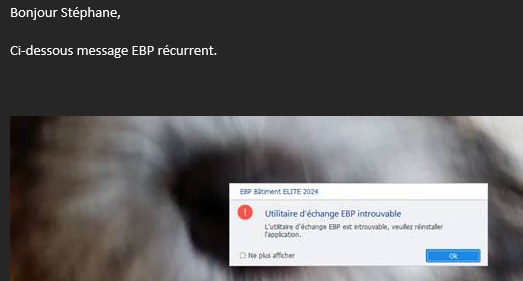 Bonjour Stéphane,
Ci-dessous message EBP récurrent.
EBP Bâtiment ELITE 2024
Utilitaire d'échange EBP introuvable
L'utilitaire d'échange EBP est introuvable, veuillez réinstaller
l'application.
Ne plus afficher
Ok